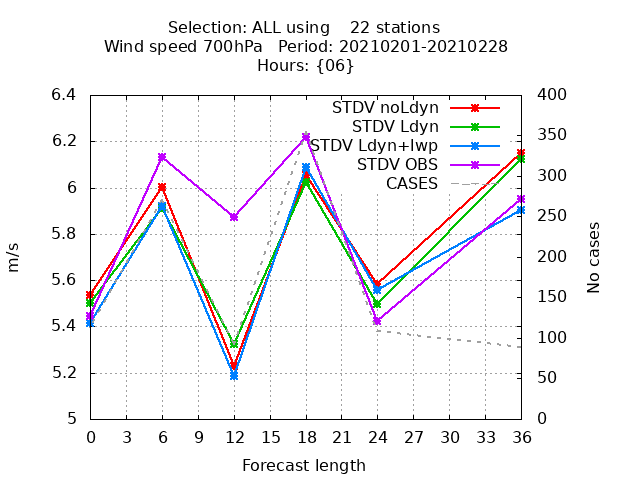 Selection: ALL using    22 stations
Wind speed 700hPa   Period: 20210201-20210228
Hours: {06}
STDV noLdyn
STDV Ldyn
STDV Ldyn+lwp
STDV OBS
CASES
m/s
6.4
6.2
6
5.8
5.6
5.4
5.2
5
400
350
300
250
200
150
100
50
0
No cases
0 3 6 9 12 15 18 21 24 27 30 33 36
Forecast length